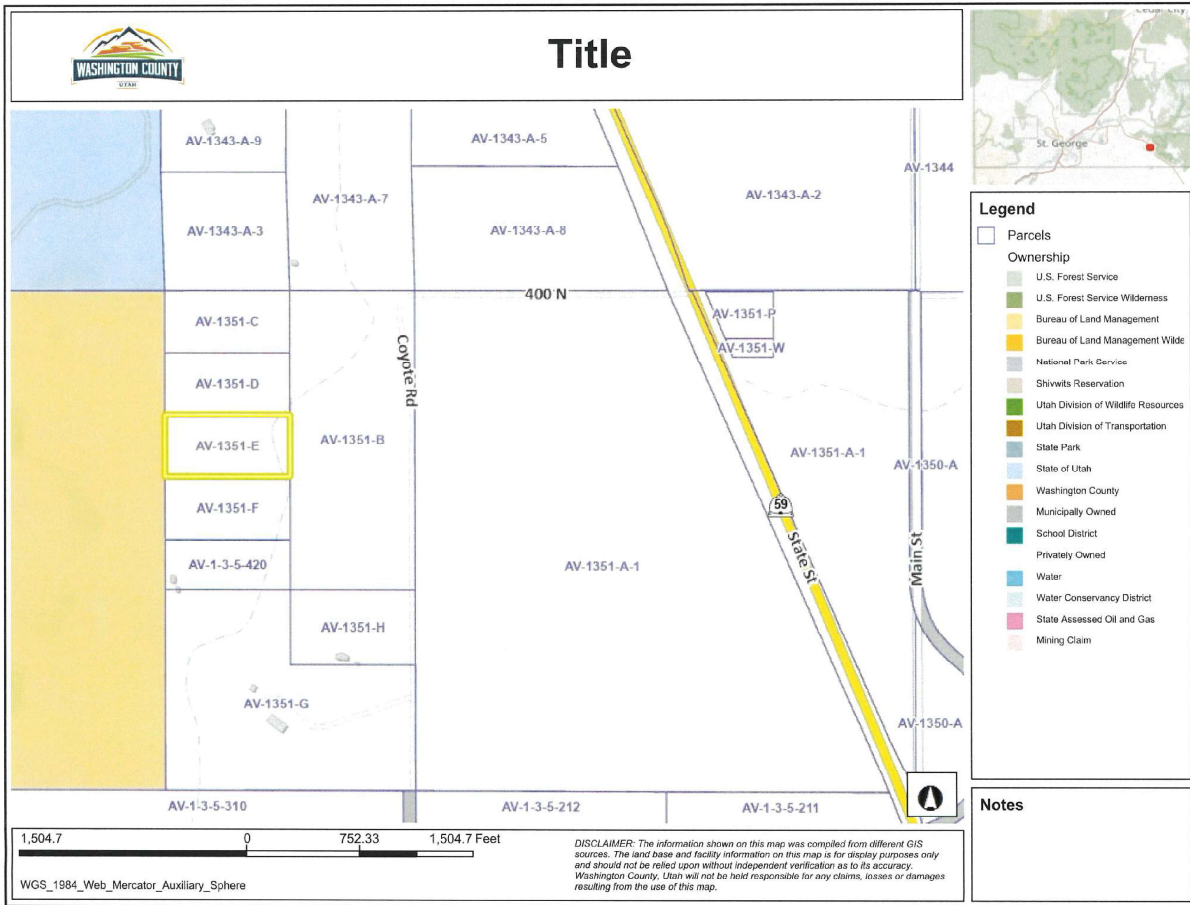 WASHINGTON COUNTY
UTAH
Title
Cedar City
St. George
AV-1343-A-9
AV-1343-A-5
AV-1344
AV-1343-A-7
AV-1343-A-2
AV-1343-A-3
AV-1343-A-8
400 N
AV-1351-C
AV-1351-P
AV-1351-W
Coyote Rd
AV-1351-D
AV-1351-E
AV-1351-B
AV-1351-A-1
AV-1350-A
AV-1351-F
59
State St
Main St
AV-1-3-5-420
AV-1351-A-1
AV-1351-H
AV-1351-G
AV-1350-A
AV-1-3-5-310
AV-1-3-5-212
AV-1-3-5-211
Legend
Parcels
Ownership
U.S. Forest Service
U.S. Forest Service Wilderness
Bureau of Land Management
Bureau of Land Management Wilde
National Park Service
Shivwits Reservation
Utah Division of Wildlife Resources
Utah Division of Transportation
State Park
State of Utah
Washington County
Municipally Owned
School District
Privately Owned
Water
Water Conservancy District
State Assessed Oil and Gas
Mining Claim
Notes
1,504.7 0 752.33 1,504.7 Feet
WGS_1984_Web_Mercator_Auxiliary_Sphere
DISCLAIMER: The information shown on this map was compiled from different GIS
sources. The land base and facility information on this map is for display purposes only
and should not be relied upon without independent verification as to its accuracy.
Washington County, Utah will not be held responsible for any claims, losses or damages
resulting from the use of this map.